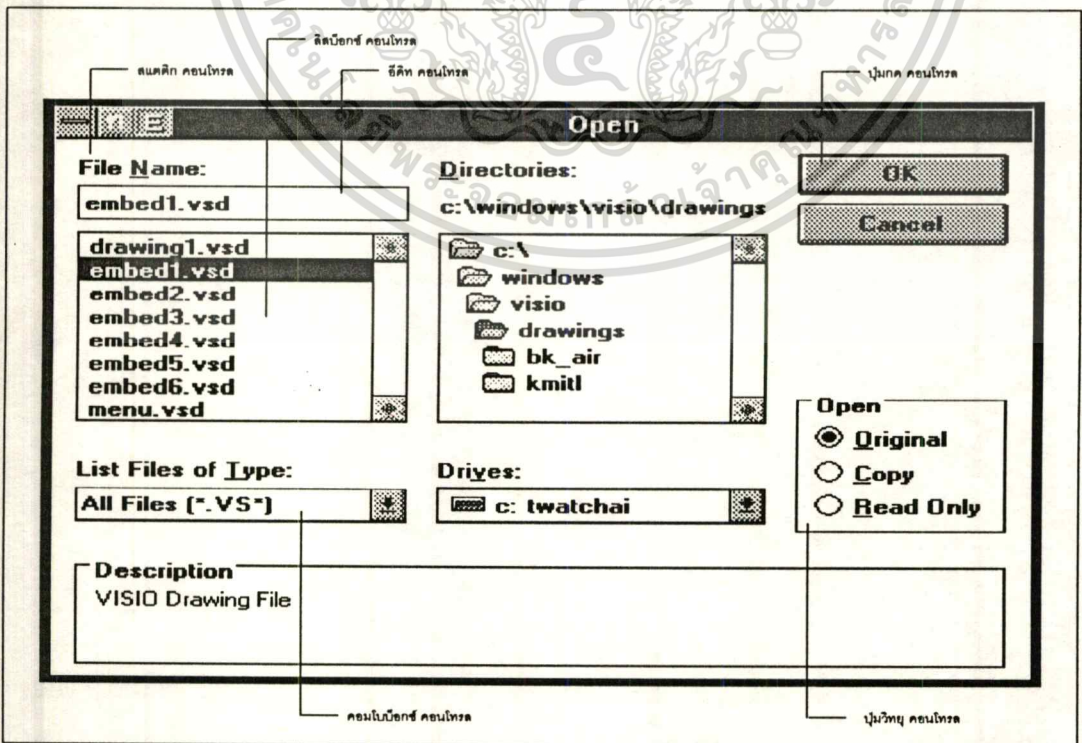 ลิตบ็อกซ์ คอนโทรล
สแตติก คอนโทรล
อีดิท คอนโทรล
ปุ่มกด คอนโทรล
Open
File Name:
embed1.vsd
drawing1.vsd
embed1.vsd
embed2.vsd
embed3.vsd
embed4.vsd
embed5.vsd
embed6.vsd
menu.vsd
Directories:
c:\windows\visio\drawings
c:\
windows
visio
drawings
bk_air
kmitl
OK
Cancel
List Files of Type:
All Files (*.VS*)
Drives:
c: twatchai
Open
Original
Copy
Read Only
Description
VISIO Drawing File
คอมโบบ็อกซ์ คอนโทรล
ปุ่มวิทยุ คอนโทรล